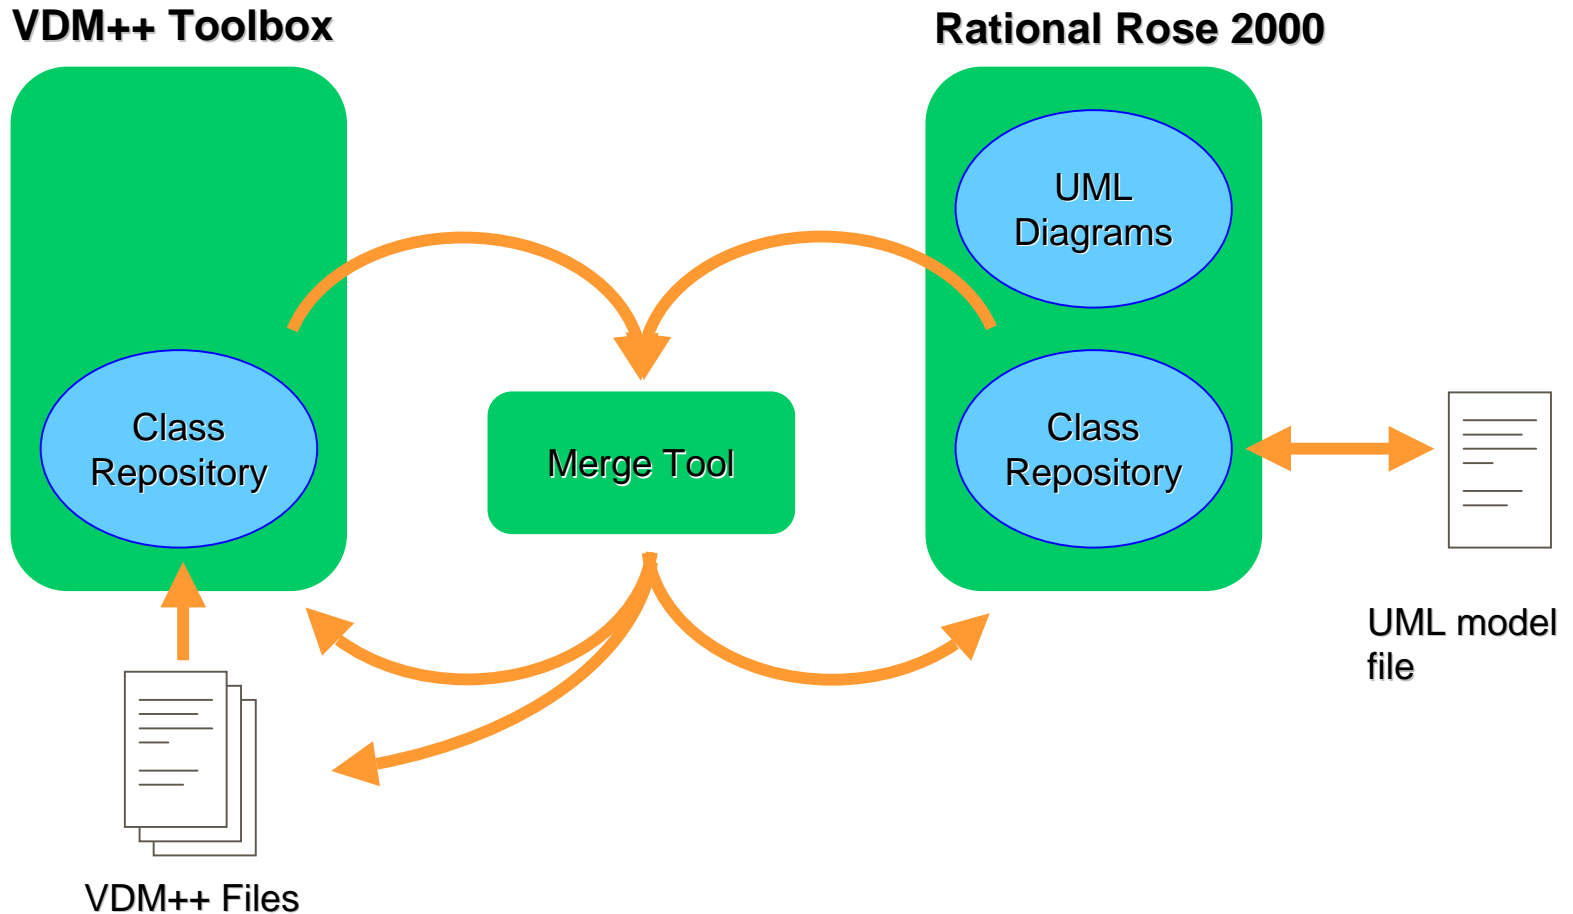 VDM++ Toolbox
Rational Rose 2000
UML
Diagrams
Class
Repository
Merge Tool
Class
Repository
UML model
file
VDM++ Files